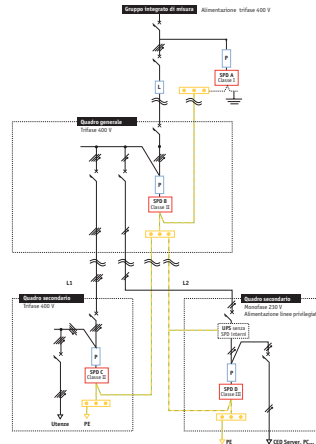 Gruppo integrato di misura
Alimentazione trifase 400 V
P
SPD A
Classe I
L
Quadro generale
Trifase 400 V
P
SPD B
Classe II
L1
L2
Quadro secondario
Trifase 400 V
P
SPD C
Classe II
Utenze
PE
Quadro secondario
Monofase 230 V
Alimentazione linee privilegiat
UPS senza
SPD interni
P
SPD D
Classe III
PE
CED Server, PC...